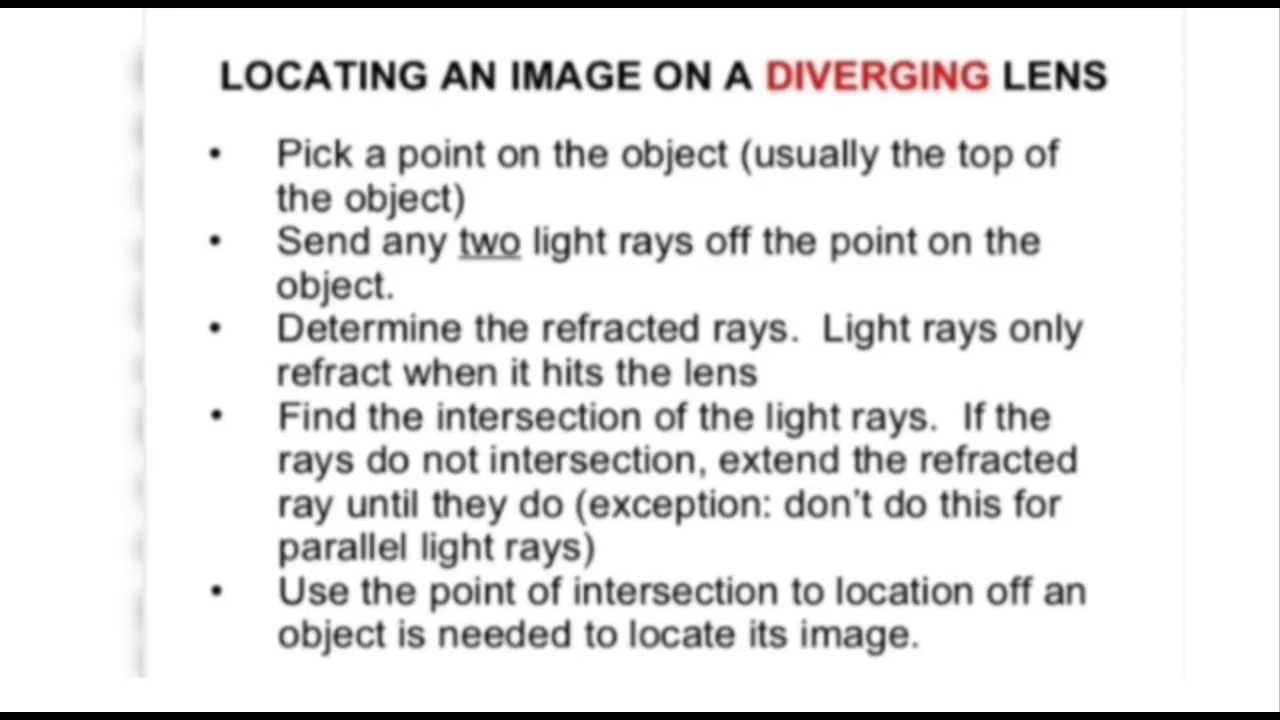 LOCATING AN IMAGE ON A DIVERGING LENS
• Pick a point on the object (usually the top of
the object)
• Send any two light rays off the point on the
object.
• Determine the refracted rays.  Light rays only
refract when it hits the lens
• Find the intersection of the light rays.  If the
rays do not intersection, extend the refracted
ray until they do (exception: don't do this for
parallel light rays)
• Use the point of intersection to location off an
object is needed to locate its image.